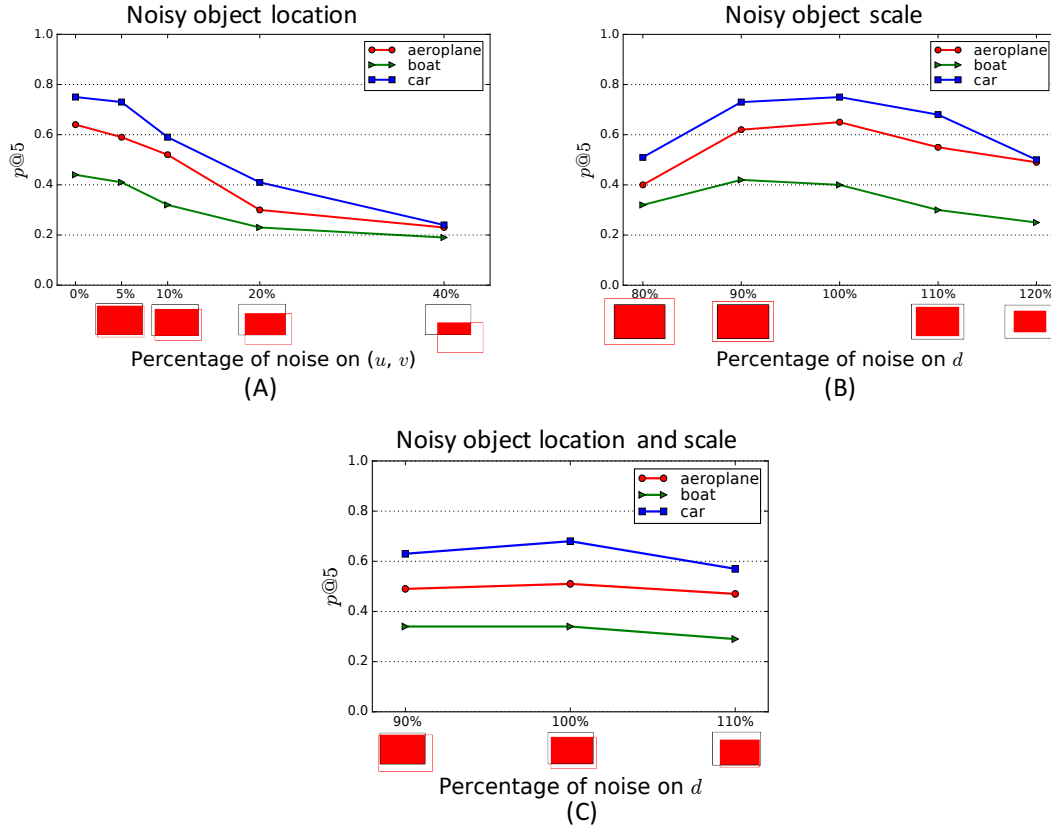 Noisy object location
1.0
0.8
0.6
0.4
0.2
0.0
p@5
aeroplane
boat
car
0% 5% 10% 20% 40%
Percentage of noise on (u, v)
(A)
Noisy object scale
1.0
0.8
0.6
0.4
0.2
0.0
p@5
aeroplane
boat
car
80% 90% 100% 110% 120%
Percentage of noise on d
(B)
Noisy object location and scale
1.0
0.8
0.6
0.4
0.2
0.0
p@5
aeroplane
boat
car
90% 100% 110%
Percentage of noise on d
(C)